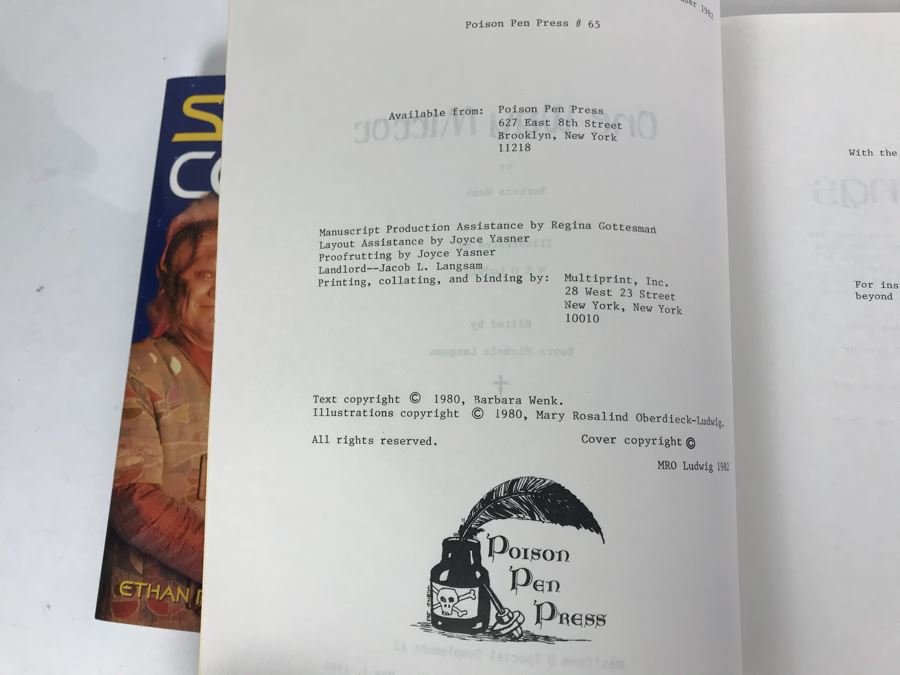 1982
Poison Pen Press # 65
Available from: Poison Pen Press
627 East 8th Street
Brooklyn, New York
11218
Manuscript Production Assistance by Regina Gottesman
Layout Assistance by Joyce Yasner
Proofrutting by Joyce Yasner
Landlord--Jacob L. Langsam
Printing, collating, and binding by: Multiprint, Inc.
28 West 23 Street
New York, New York
10010
Text copyright © 1980, Barbara Wenk.
Illustrations copyright © 1980, Mary Rosalind Oberdieck-Ludwig.
All rights reserved. Cover copyright ©
MRO Ludwig 1982
Poison
Pen
Press
With the
For ins
beyond
ETHAN